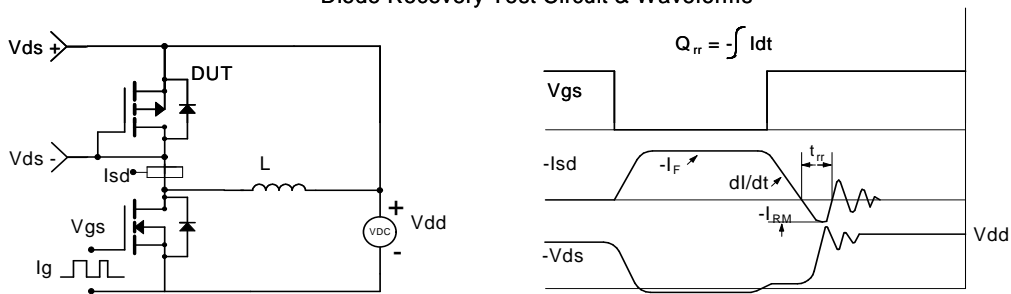 Diode Recovery Test Circuit & Waveforms
Vds +
DUT
Vds -
Isd
L
Vgs
Ig
+
VDC
-
Vdd
Q rr = -∫ Idt
Vgs
-Isd
-I F
dI/dt
t rr
-I RM
-Vds
Vdd